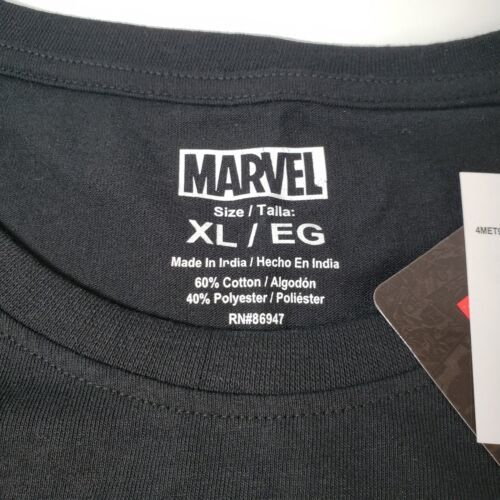 MARVEL
Size / Talla:
XL / EG
Made In India / Hecho En India
60% Cotton / Algodón
40% Polyester / Poliéster
RN#86947
4MET9